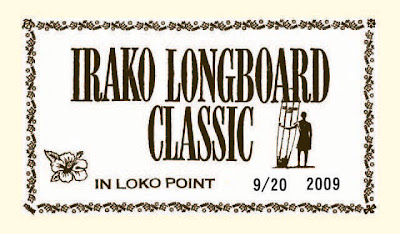 IRAKO LONGBOARD
CLASSIC
IN LOKO POINT 9/20 2009